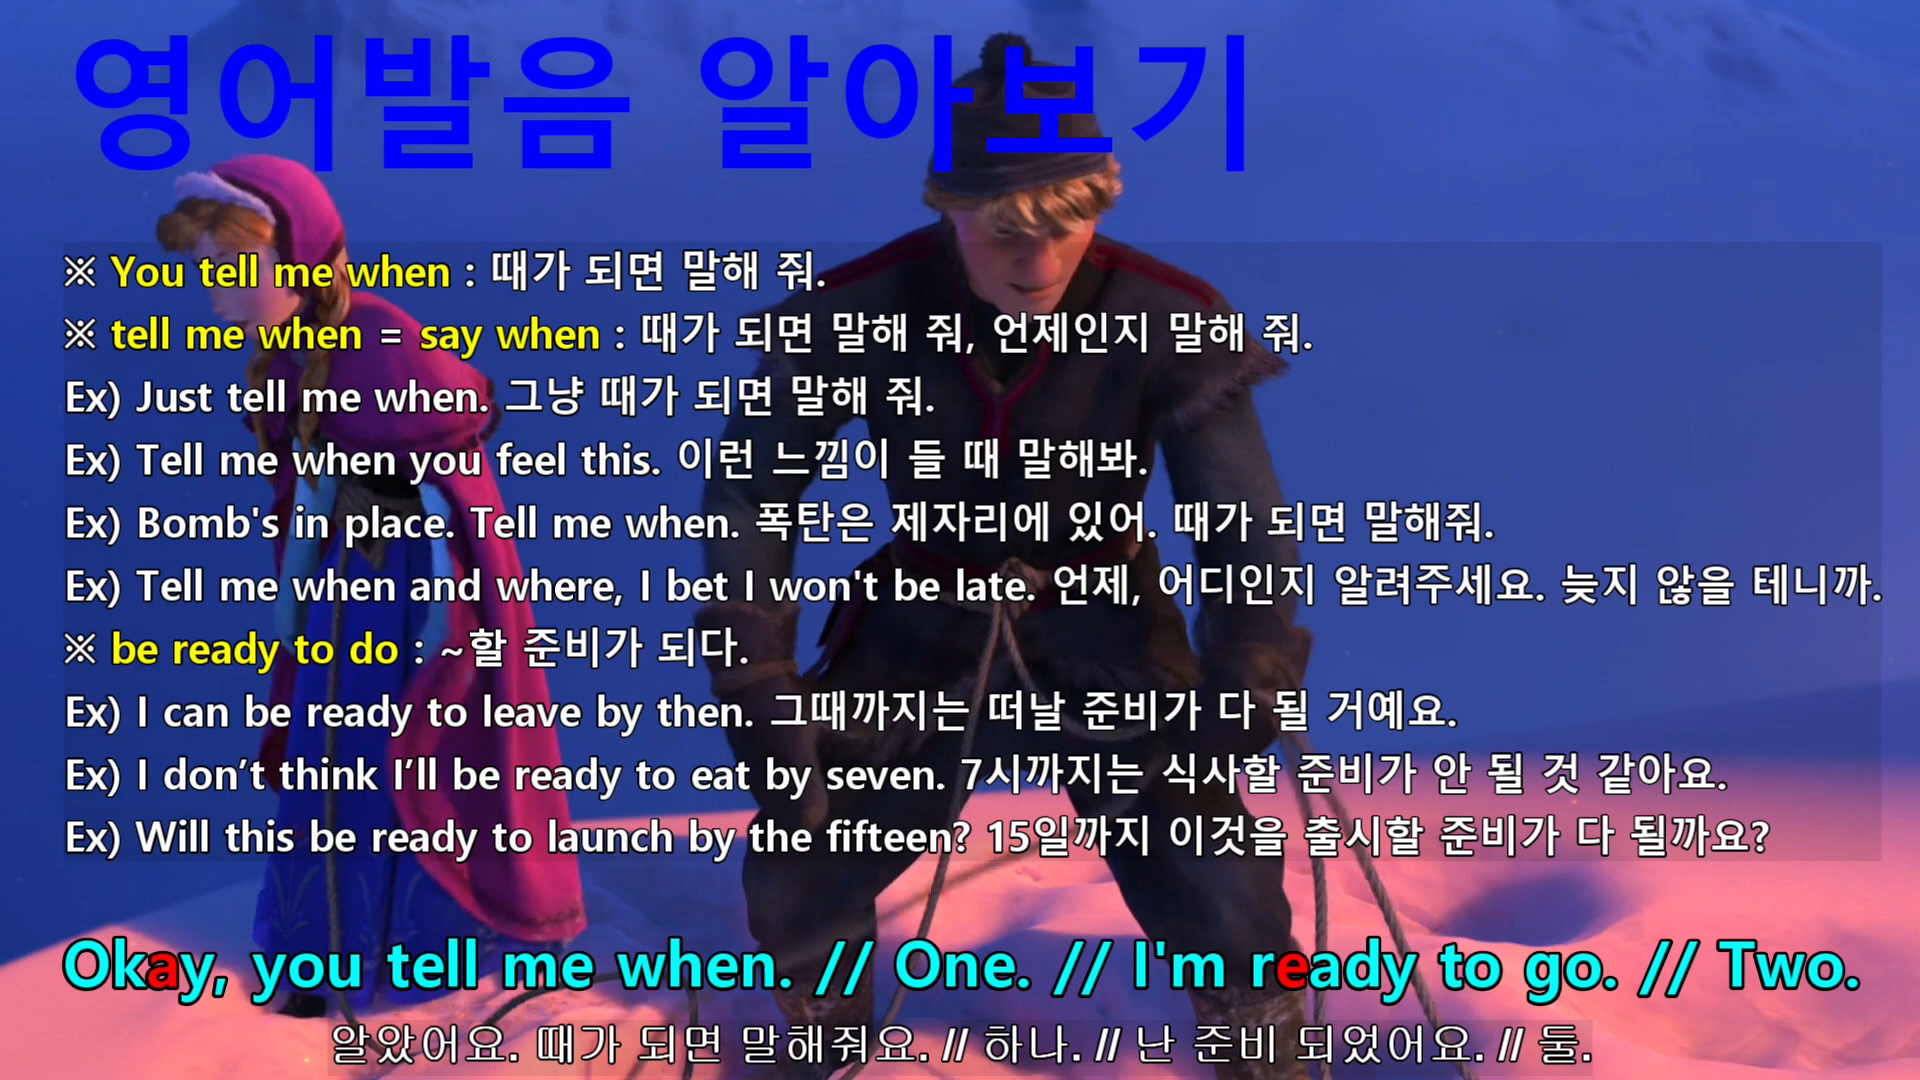 영어발음 알아보기
※ You tell me when : 때가 되면 말해 줘.
※ tell me when = say when : 때가 되면 말해 줘, 언제인지 말해 줘.
Ex) Just tell me when. 그냥 때가 되면 말해 줘.
Ex) Tell me when you feel this. 이런 느낌이 들 때 말해봐.
Ex) Bomb's in place. Tell me when. 폭탄은 제자리에 있어. 때가 되면 말해줘.
Ex) Tell me when and where, I bet I won't be late. 언제, 어디인지 알려주세요. 늦지 않을 테니까.
※ be ready to do : ~할 준비가 되다.
Ex) I can be ready to leave by then. 그때까지는 떠날 준비가 다 될 거예요.
Ex) I don’t think I’ll be ready to eat by seven. 7시까지는 식사할 준비가 안 될 것 같아요.
Ex) Will this be ready to launch by the fifteen? 15일까지 이것을 출시할 준비가 다 될까요?
Okay, you tell me when. // One. // I'm ready to go. // Two.
알았어요. 때가 되면 말해줘요. // 하나. // 난 준비 되었어요. // 둘.